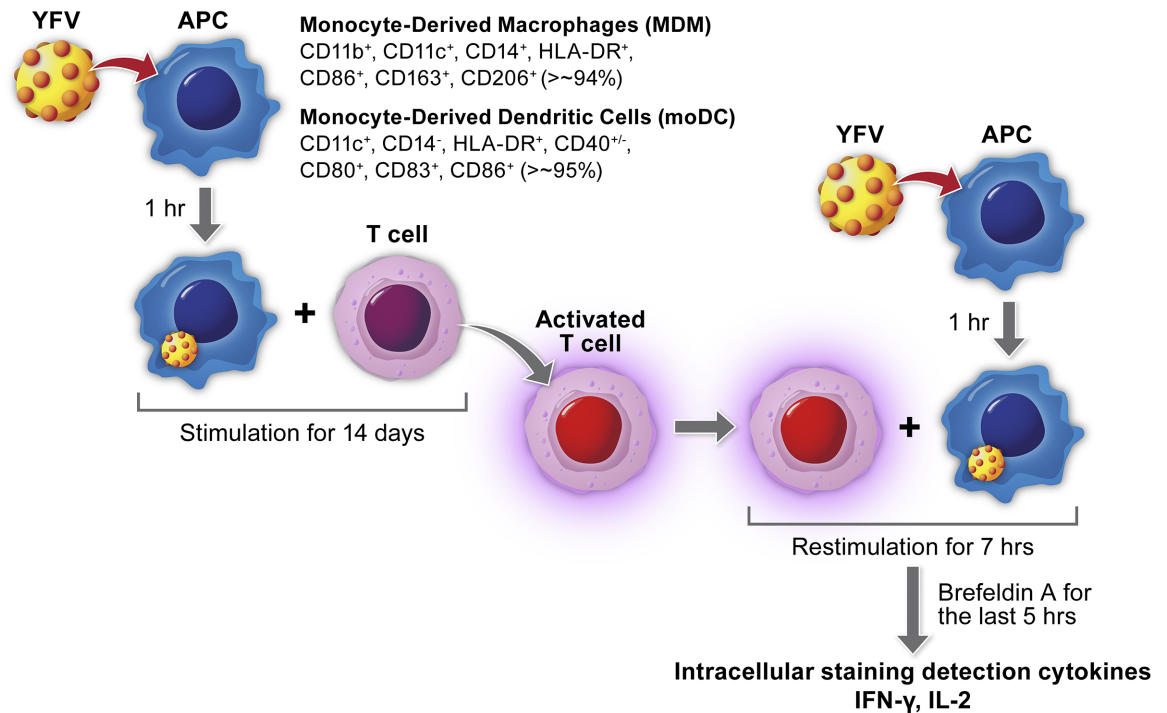 YFV
APC
Monocyte-Derived Macrophages (MDM)
CD11b⁺, CD11c⁺, CD14⁺, HLA-DR⁺,
CD86⁺, CD163⁺, CD206⁺ (>~94%)
Monocyte-Derived Dendritic Cells (moDC)
CD11c⁺, CD14⁻, HLA-DR⁺, CD40⁺/⁻,
CD80⁺, CD83⁺, CD86⁺ (>~95%)
1 hr
T cell
+
Stimulation for 14 days
Activated
T cell
YFV
APC
1 hr
+
Restimulation for 7 hrs
Brefeldin A for
the last 5 hrs
Intracellular staining detection cytokines
IFN-γ, IL-2